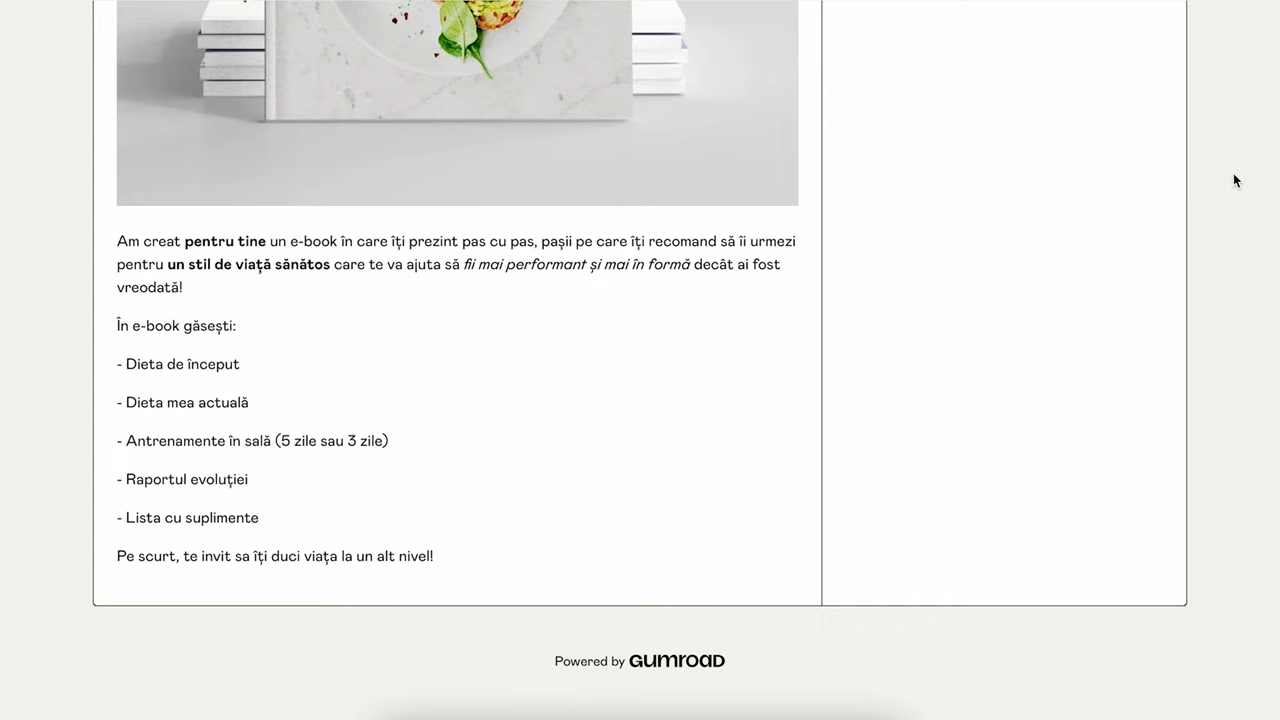 Am creat pentru tine un e-book în care îți prezint pas cu pas, pașii pe care îți recomand să îi urmezi
pentru un stil de viață sănătos care te va ajuta să fii mai performant și mai în formă decât ai fost
vreodată!
În e-book găsești:
- Dieta de început
- Dieta mea actuală
- Antrenamente în sală (5 zile sau 3 zile)
- Raportul evoluției
- Lista cu suplimente
Pe scurt, te invit sa îți duci viața la un alt nivel!
Powered by GUMROAD